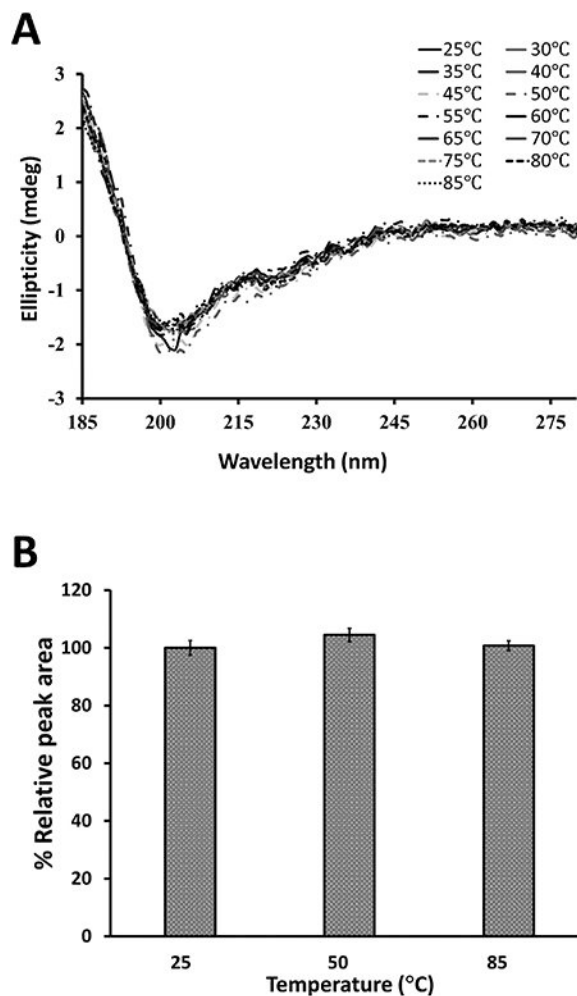 A
25°C 30°C
35°C 40°C
45°C 50°C
55°C 60°C
65°C 70°C
75°C 80°C
85°C
3
2
1
0
-1
-2
-3
Ellipticity (mdeg)
185 200 215 230 245 260 275
Wavelength (nm)
B
120
100
80
60
40
20
0
% Relative peak area
25 50 85
Temperature (°C)